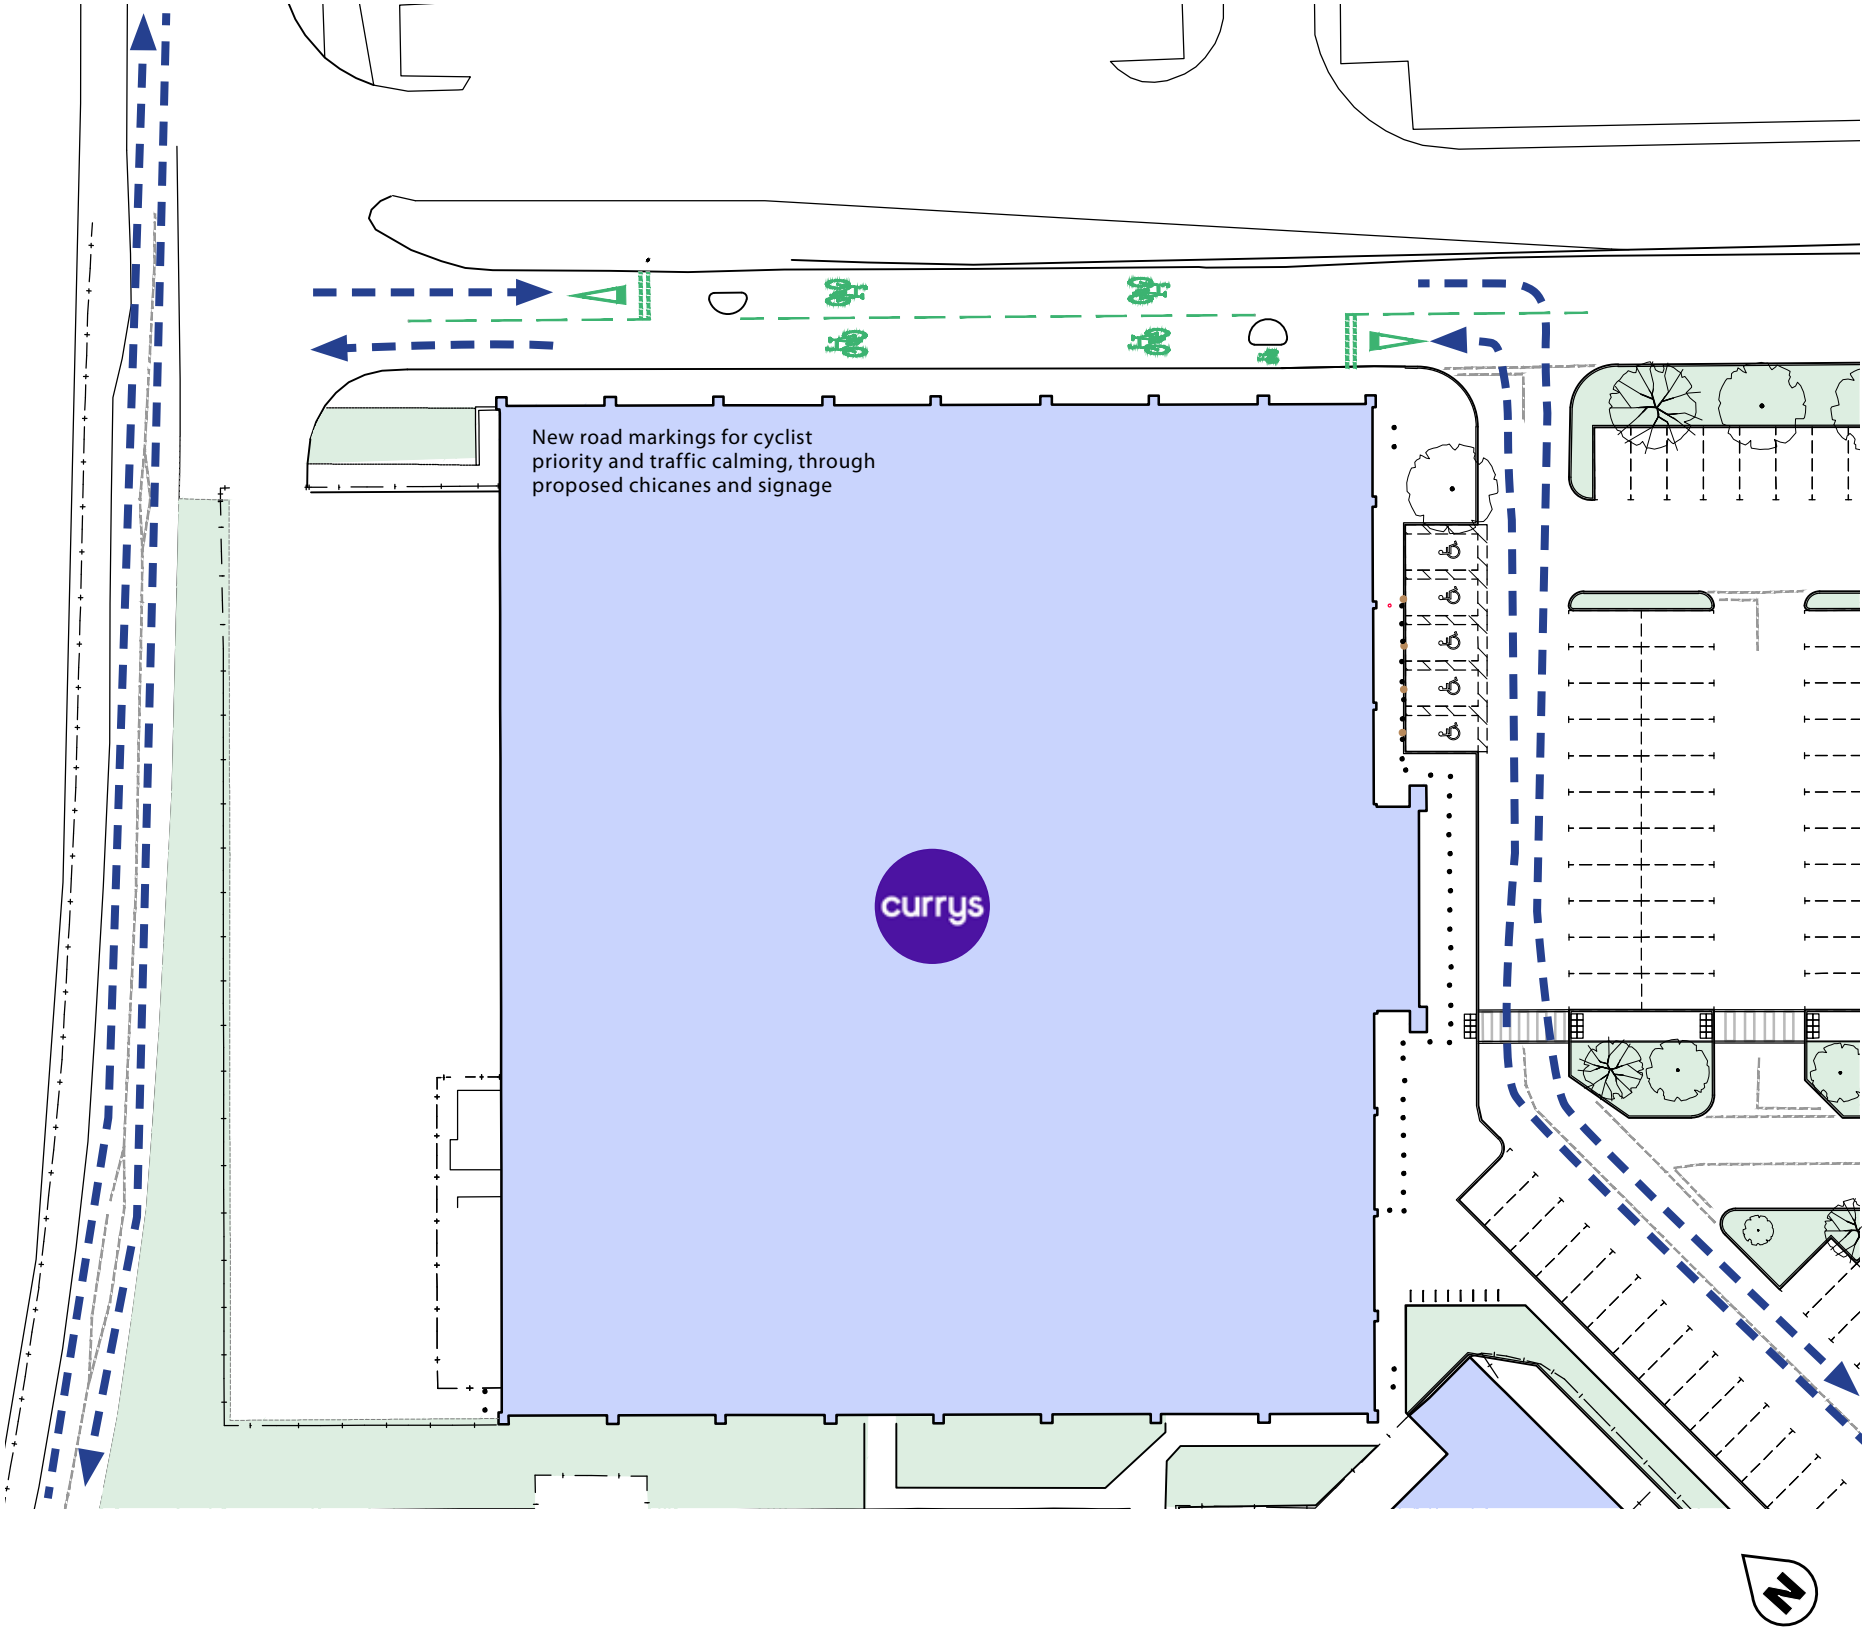 New road markings for cyclist
priority and traffic calming, through
proposed chicanes and signage
currys
N